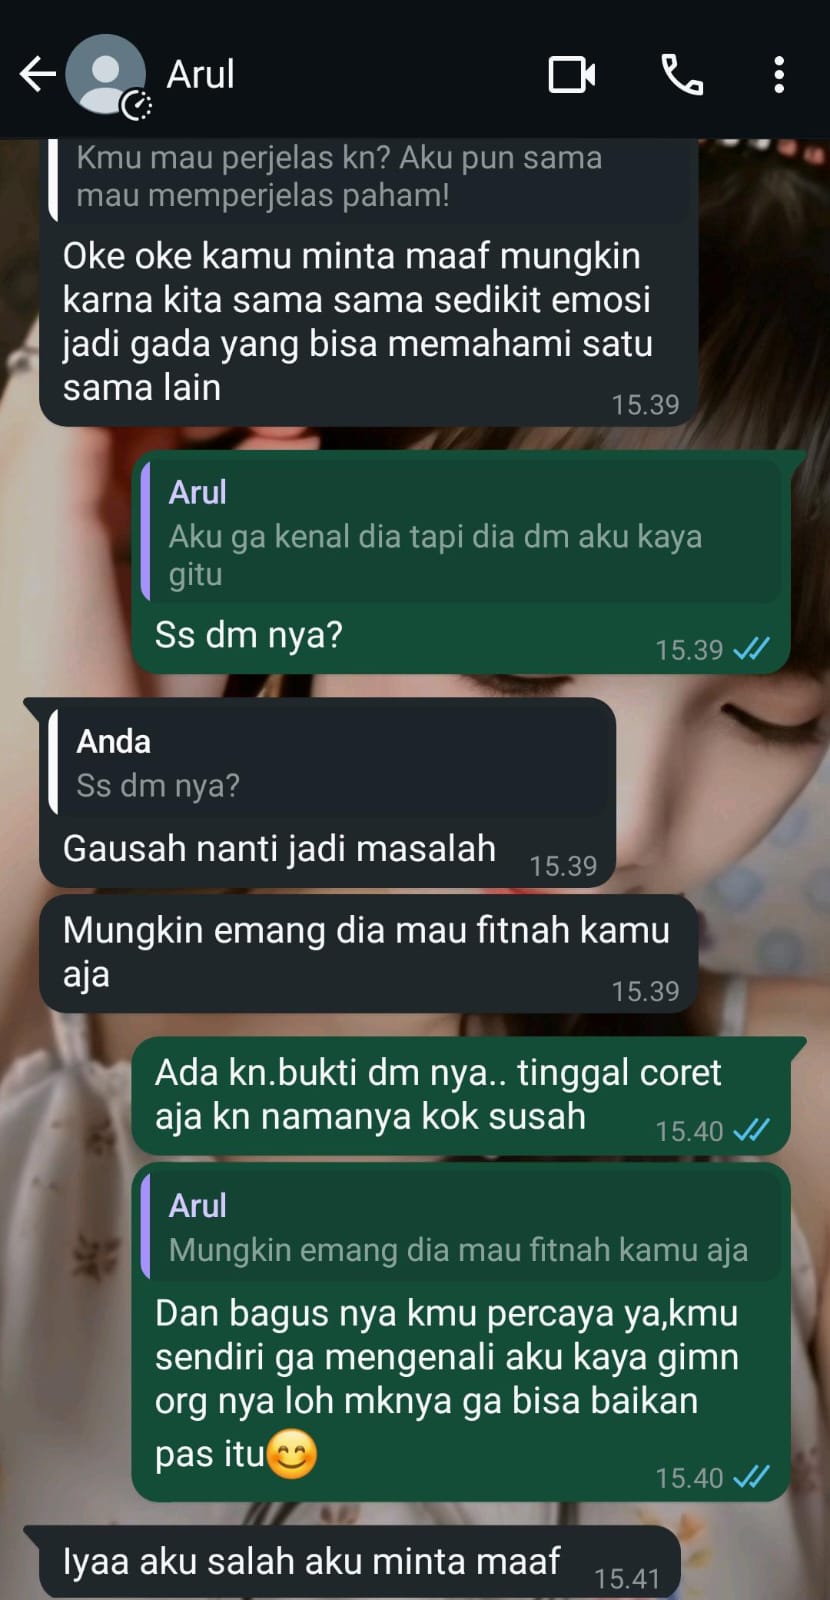 Arul
Kmu mau perjelas kn? Aku pun sama
mau memperjelas paham!
Oke oke kamu minta maaf mungkin
karna kita sama sama sedikit emosi
jadi gada yang bisa memahami satu
sama lain
15.39
Arul
Aku ga kenal dia tapi dia dm aku kaya
gitu
Ss dm nya?
15.39
Anda
Ss dm nya?
Gausah nanti jadi masalah
15.39
Mungkin emang dia mau fitnah kamu
aja
15.39
Ada kn.bukti dm nya.. tinggal coret
aja kn namanya kok susah
15.40
Arul
Mungkin emang dia mau fitnah kamu aja
Dan bagus nya kmu percaya ya,kmu
sendiri ga mengenali aku kaya gimn
org nya loh mknya ga bisa baikan
pas itu😊
15.40
Iyaa aku salah aku minta maaf
15.41